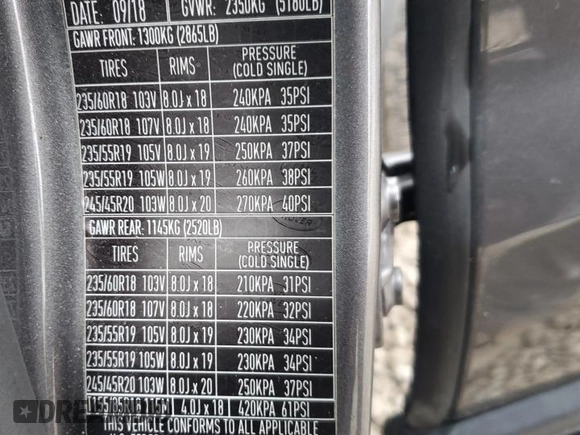 DATE: 09/18 GVWR: 2350KG (5180LB)
GAWR FRONT: 1300KG (2865LB)
TIRES RIMS PRESSURE (COLD SINGLE)
235/60R18 103V 8.0J x 18 240KPA 35PSI
235/60R18 107V 8.0J x 18 240KPA 35PSI
235/55R19 105V 8.0J x 19 250KPA 37PSI
235/55R19 105W 8.0J x 19 260KPA 38PSI
245/45R20 103W 8.0J x 20 270KPA 40PSI
GAWR REAR: 1145KG (2520LB)
TIRES RIMS PRESSURE (COLD SINGLE)
235/60R18 103V 8.0J x 18 210KPA 31PSI
235/60R18 107V 8.0J x 18 220KPA 32PSI
235/55R19 105V 8.0J x 19 230KPA 34PSI
235/55R19 105W 8.0J x 19 230KPA 34PSI
245/45R20 103W 8.0J x 20 250KPA 37PSI
4.0J x 18 420KPA 61PSI
THIS VEHICLE CONFORMS TO ALL